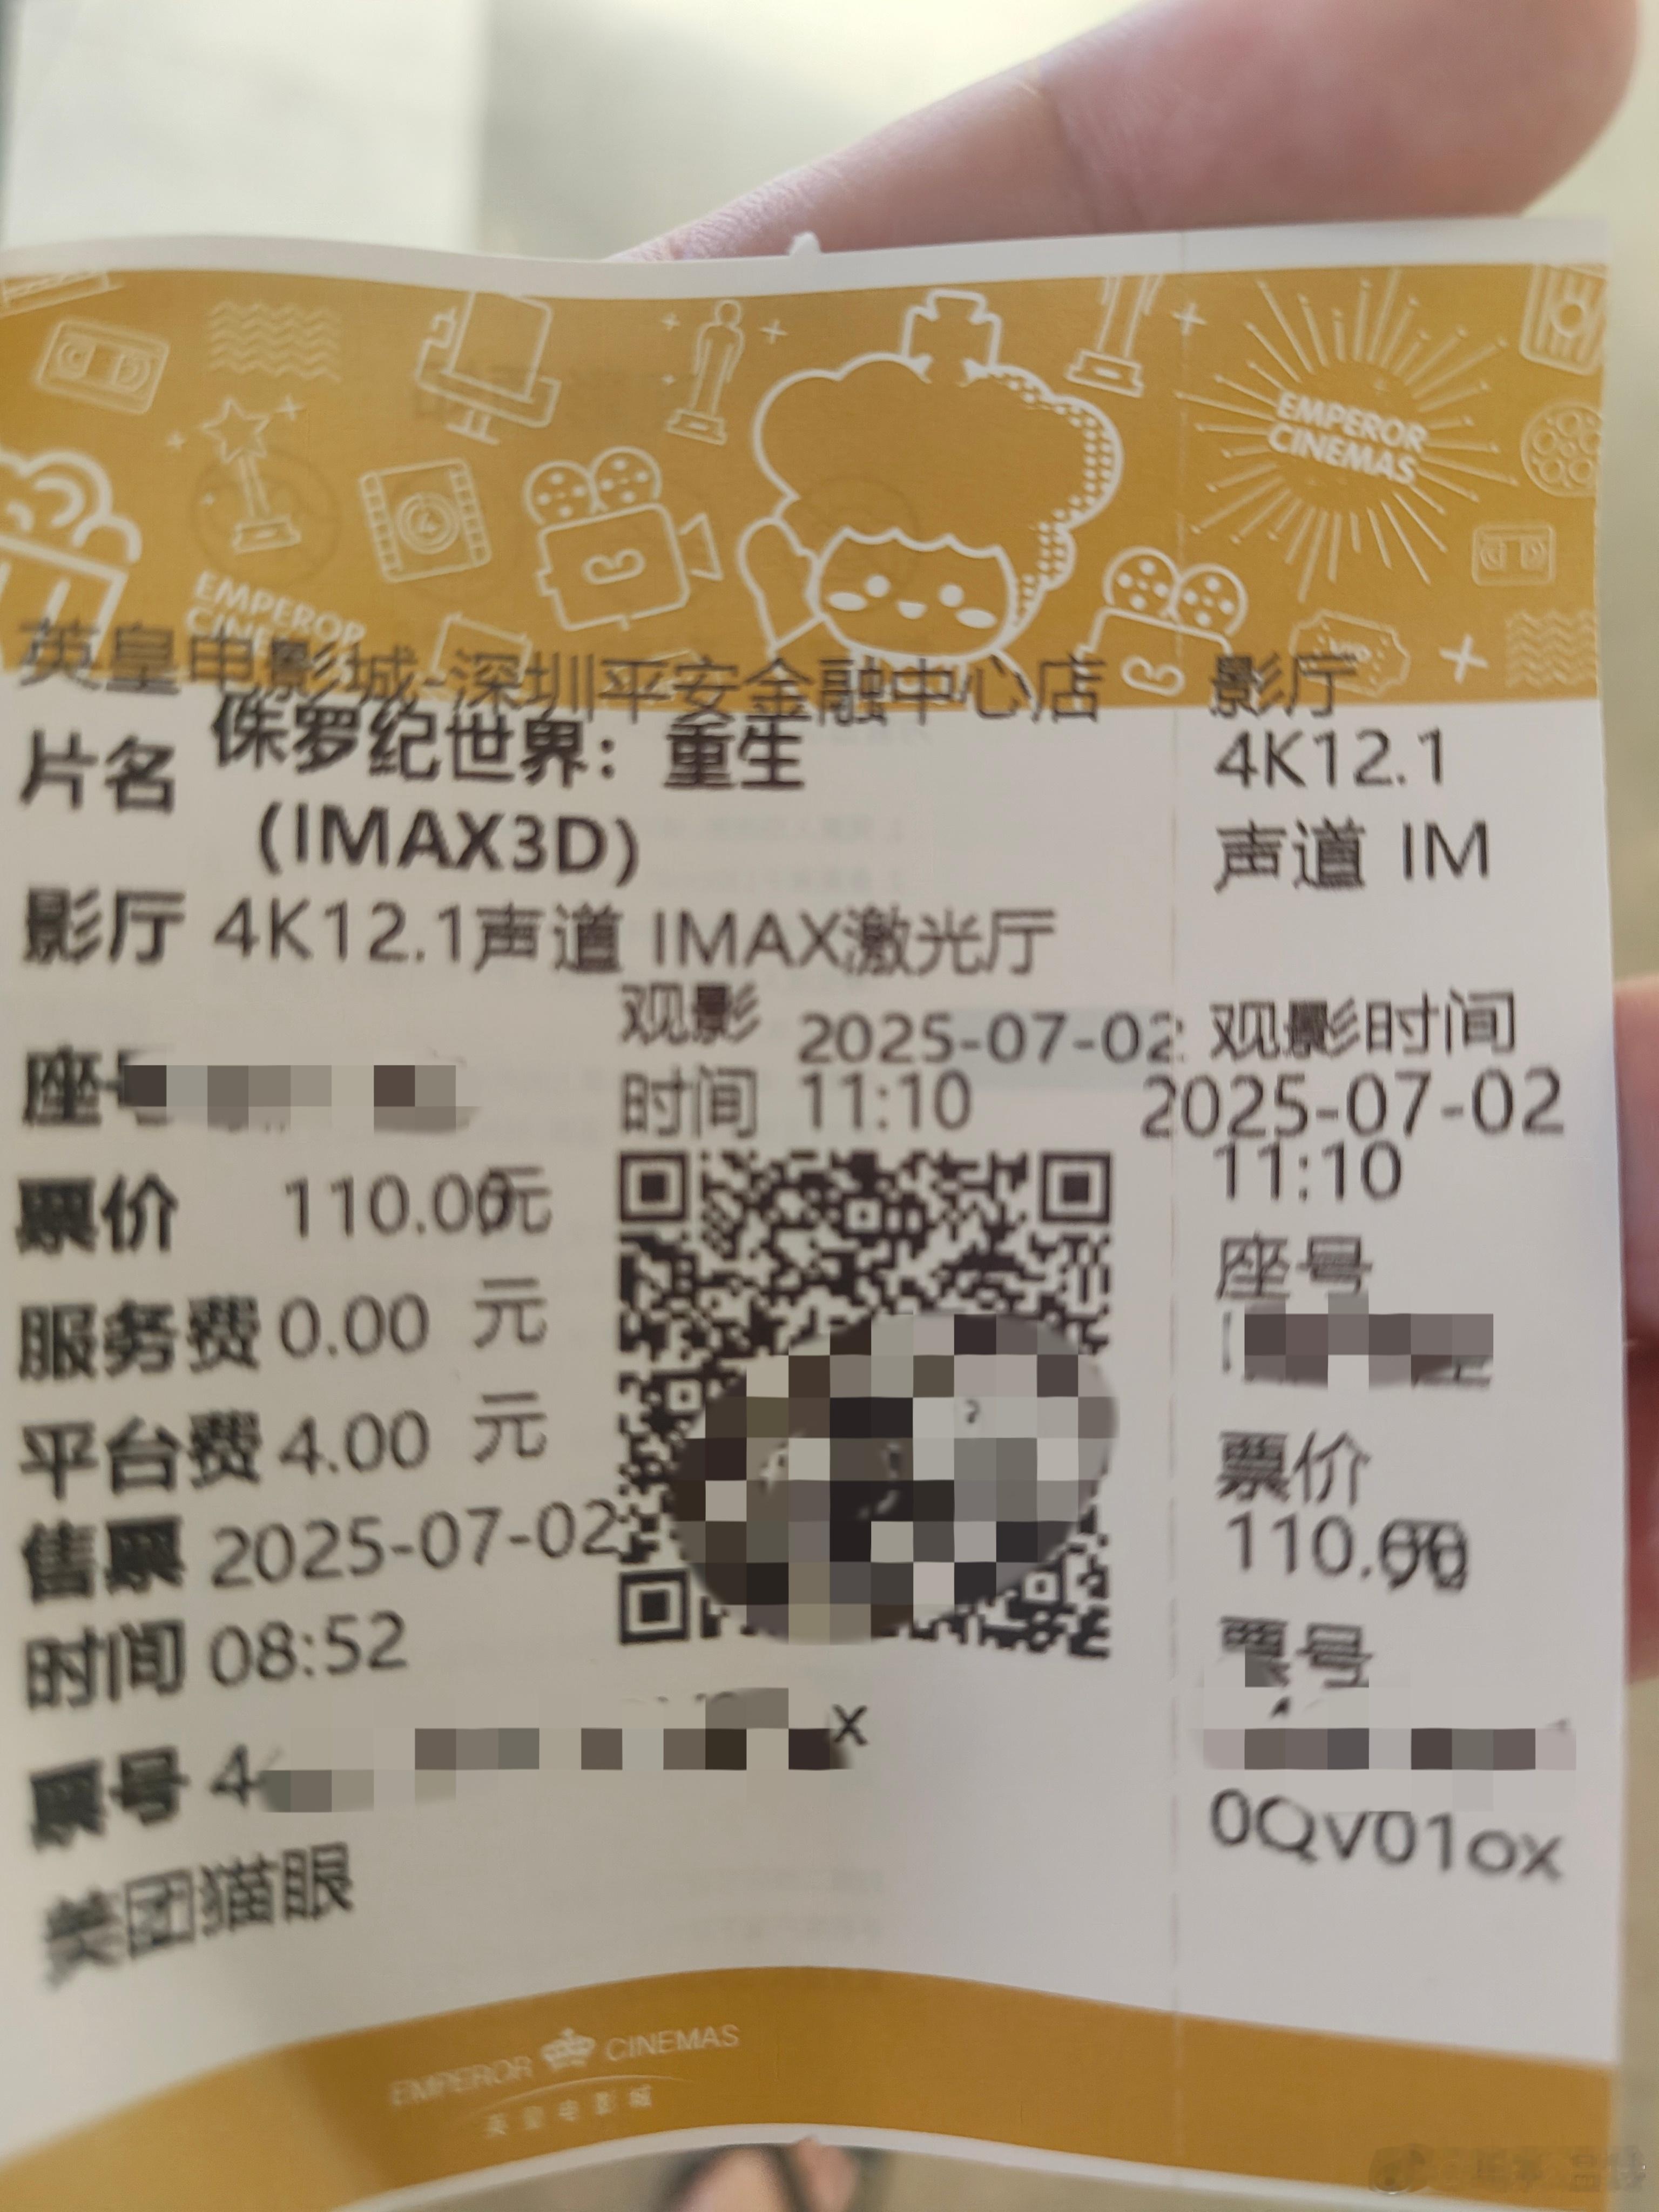 EMPEROR
CINEMAS
EMPEROR
英皇电影城-深圳平安金融中心店
片名 侏罗纪世界：重生
(IMAX3D)
影厅 4K12.1声道 IMAX激光厅
座号
观影时间 2025-07-02 11:10
票价 110.00元
服务费 0.00 元
平台费 4.00 元
售票时间 2025-07-02 08:52
票号 4
x
美团猫眼
影厅
4K12.1
声道 IM
观影时间
2025-07-02
11:10
座号
票价
110.00
票号
0QV01ox
EMPEROR CINEMAS
英皇电影城